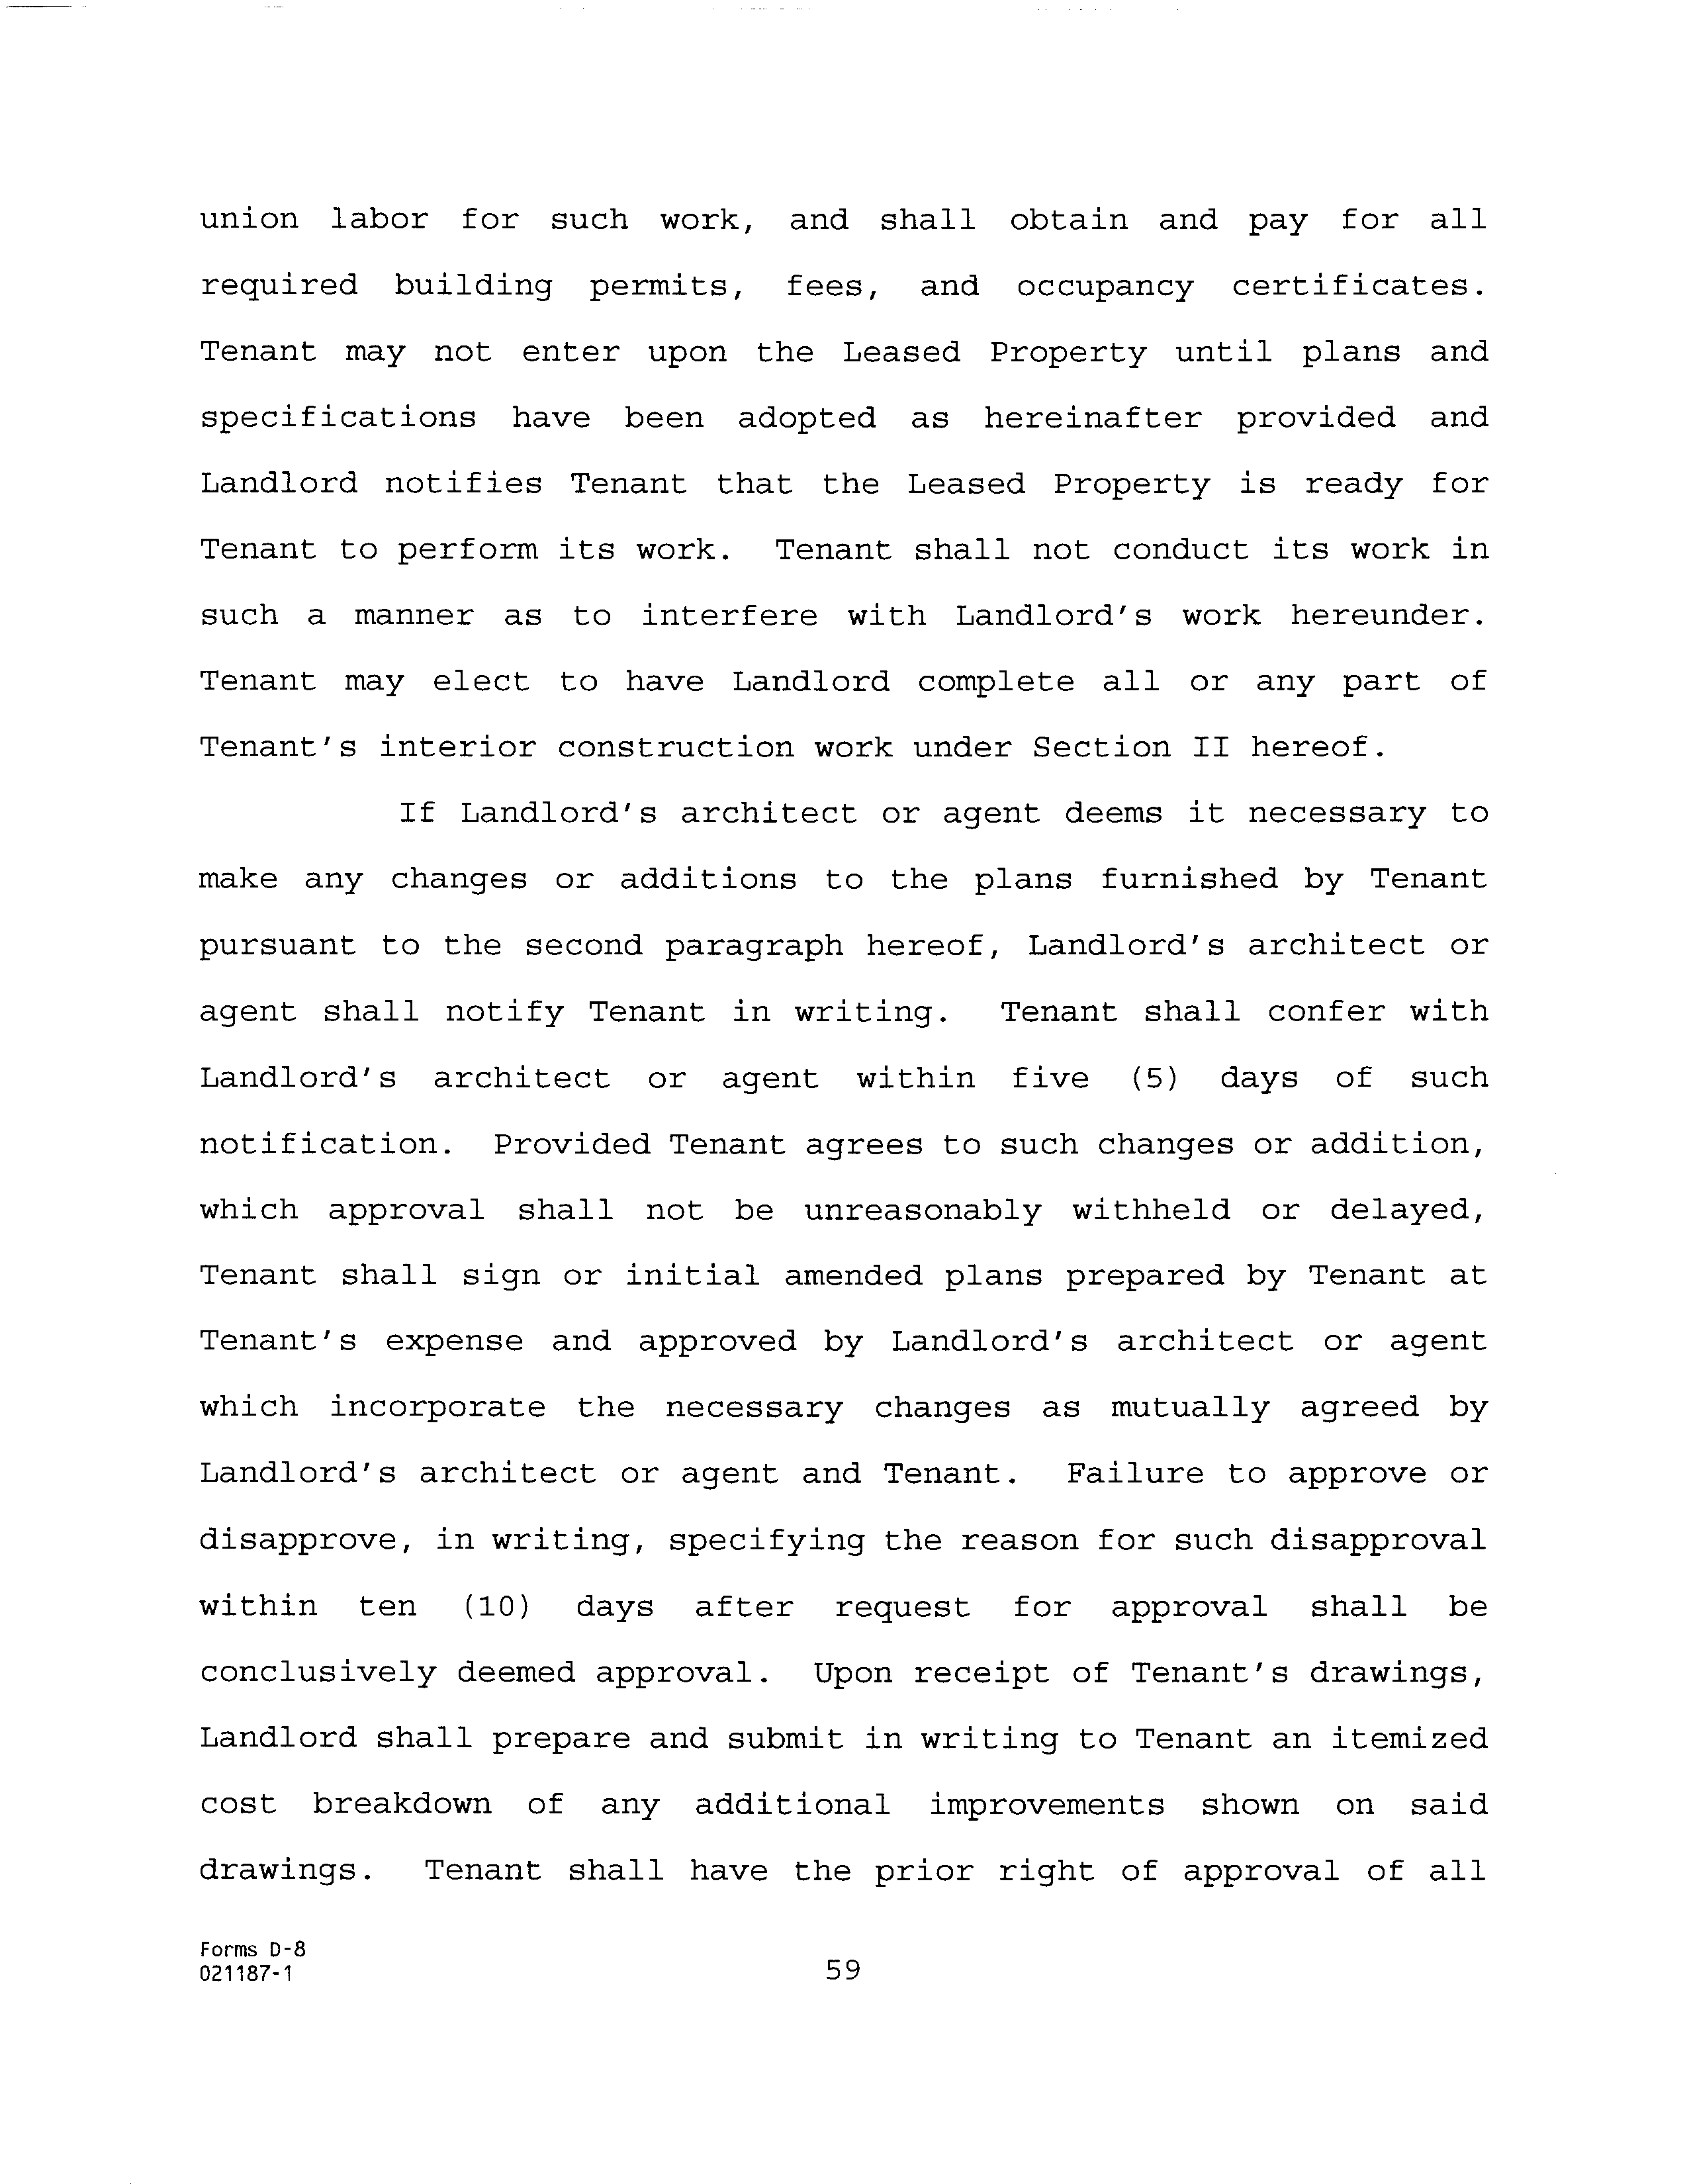 union labor for such work, and shall obtain and pay for all
required building permits, fees, and occupancy certificates.
Tenant may not enter upon the Leased Property until plans and
specifications have been adopted as hereinafter provided and
Landlord notifies Tenant that the Leased Property is ready for
Tenant to perform its work. Tenant shall not conduct its work in
such a manner as to interfere with Landlord's work hereunder.
Tenant may elect to have Landlord complete all or any part of
Tenant's interior construction work under Section II hereof.
If Landlord's architect or agent deems it necessary to
make any changes or additions to the plans furnished by Tenant
pursuant to the second paragraph hereof, Landlord's architect or
agent shall notify Tenant in writing. Tenant shall confer with
Landlord's architect or agent within five (5) days of such
notification. Provided Tenant agrees to such changes or addition,
which approval shall not be unreasonably withheld or delayed,
Tenant shall sign or initial amended plans prepared by Tenant at
Tenant's expense and approved by Landlord's architect or agent
which incorporate the necessary changes as mutually agreed by
Landlord's architect or agent and Tenant. Failure to approve or
disapprove, in writing, specifying the reason for such disapproval
within ten (10) days after request for approval shall be
conclusively deemed approval. Upon receipt of Tenant's drawings,
Landlord shall prepare and submit in writing to Tenant an itemized
cost breakdown of any additional improvements shown on said
drawings. Tenant shall have the prior right of approval of all
Forms D-8
021187-1
59